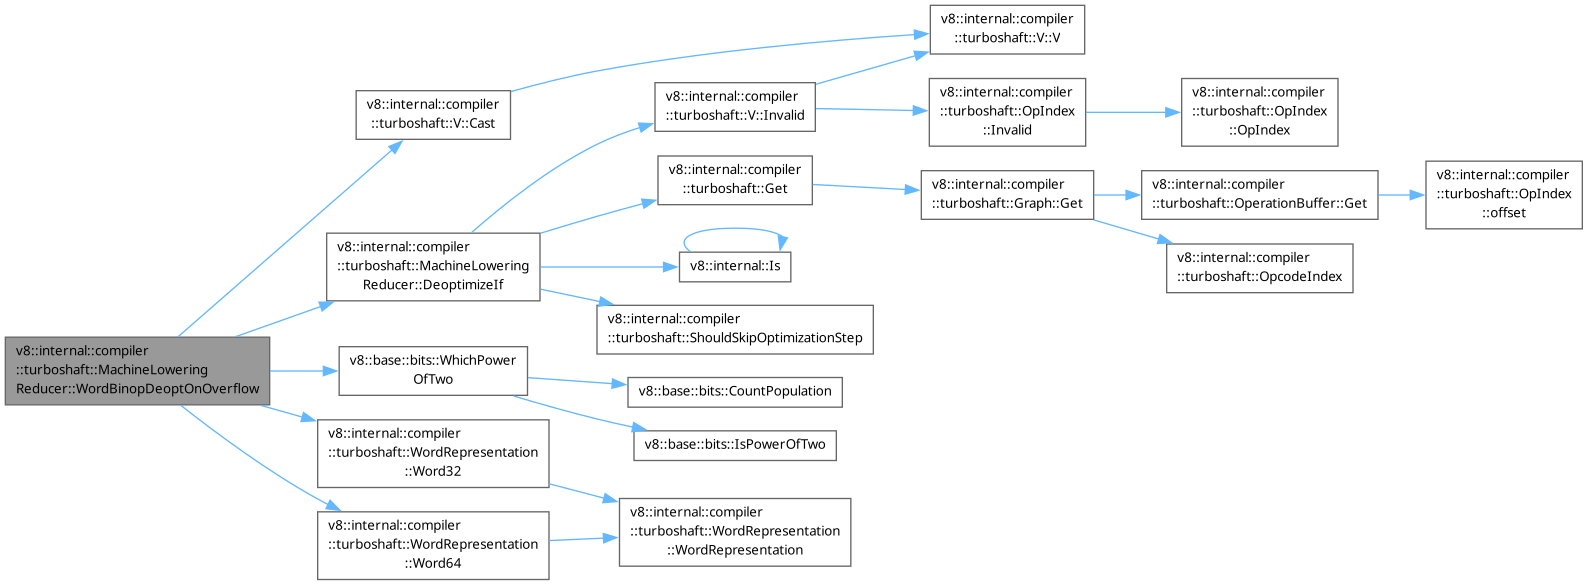 v8::internal::compiler
::turboshaft::MachineLowering
Reducer::WordBinopDeoptOnOverflow
v8::internal::compiler
::turboshaft::V::Cast
v8::internal::compiler
::turboshaft::V::V
v8::internal::compiler
::turboshaft::MachineLowering
Reducer::DeoptimizeIf
v8::internal::compiler
::turboshaft::V::Invalid
v8::internal::compiler
::turboshaft::OpIndex
::Invalid
v8::internal::compiler
::turboshaft::OpIndex
::OpIndex
v8::internal::compiler
::turboshaft::Get
v8::internal::compiler
::turboshaft::Graph::Get
v8::internal::compiler
::turboshaft::OperationBuffer::Get
v8::internal::compiler
::turboshaft::OpIndex
::offset
v8::internal::compiler
::turboshaft::OpcodeIndex
v8::internal::Is
v8::internal::compiler
::turboshaft::ShouldSkipOptimizationStep
v8::base::bits::WhichPower
OfTwo
v8::base::bits::CountPopulation
v8::base::bits::IsPowerOfTwo
v8::internal::compiler
::turboshaft::WordRepresentation
::Word32
v8::internal::compiler
::turboshaft::WordRepresentation
::WordRepresentation
v8::internal::compiler
::turboshaft::WordRepresentation
::Word64